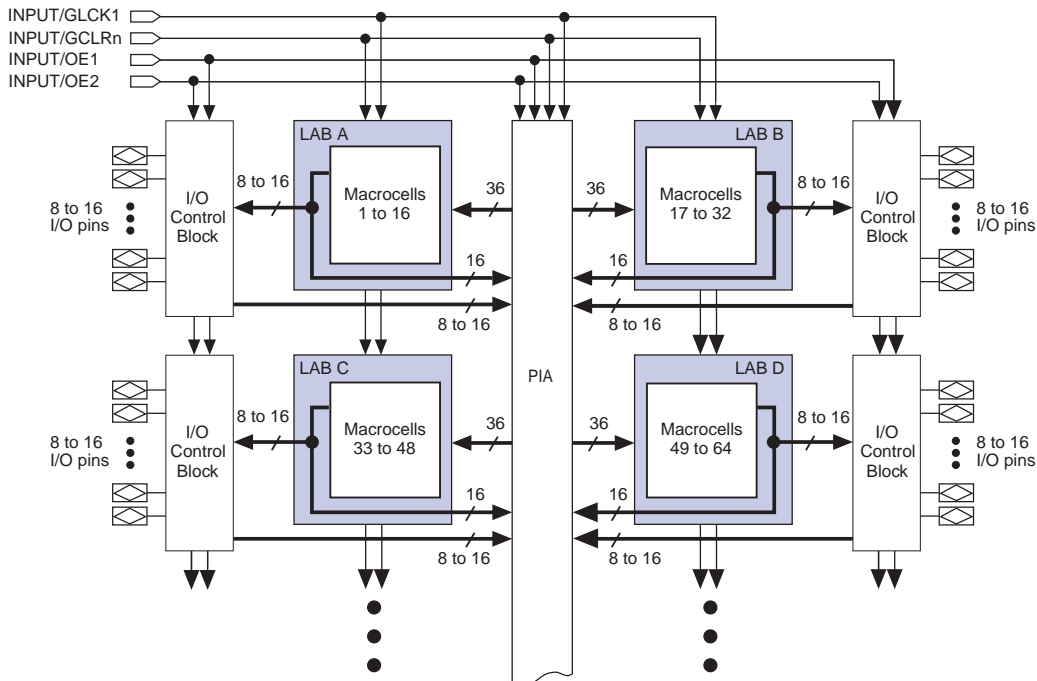 INPUT/GLCK1
INPUT/GCLRn
INPUT/OE1
INPUT/OE2
LAB A
LAB B
I/O
Control
Block
8 to 16
Macrocells
1 to 16
36
36
Macrocells
17 to 32
8 to 16
I/O
Control
Block
8 to 16
I/O pins
8 to 16
I/O pins
16
16
8 to 16
8 to 16
LAB C
PIA
LAB D
I/O
Control
Block
8 to 16
Macrocells
33 to 48
36
36
Macrocells
49 to 64
8 to 16
I/O
Control
Block
8 to 16
I/O pins
8 to 16
I/O pins
16
16
8 to 16
8 to 16